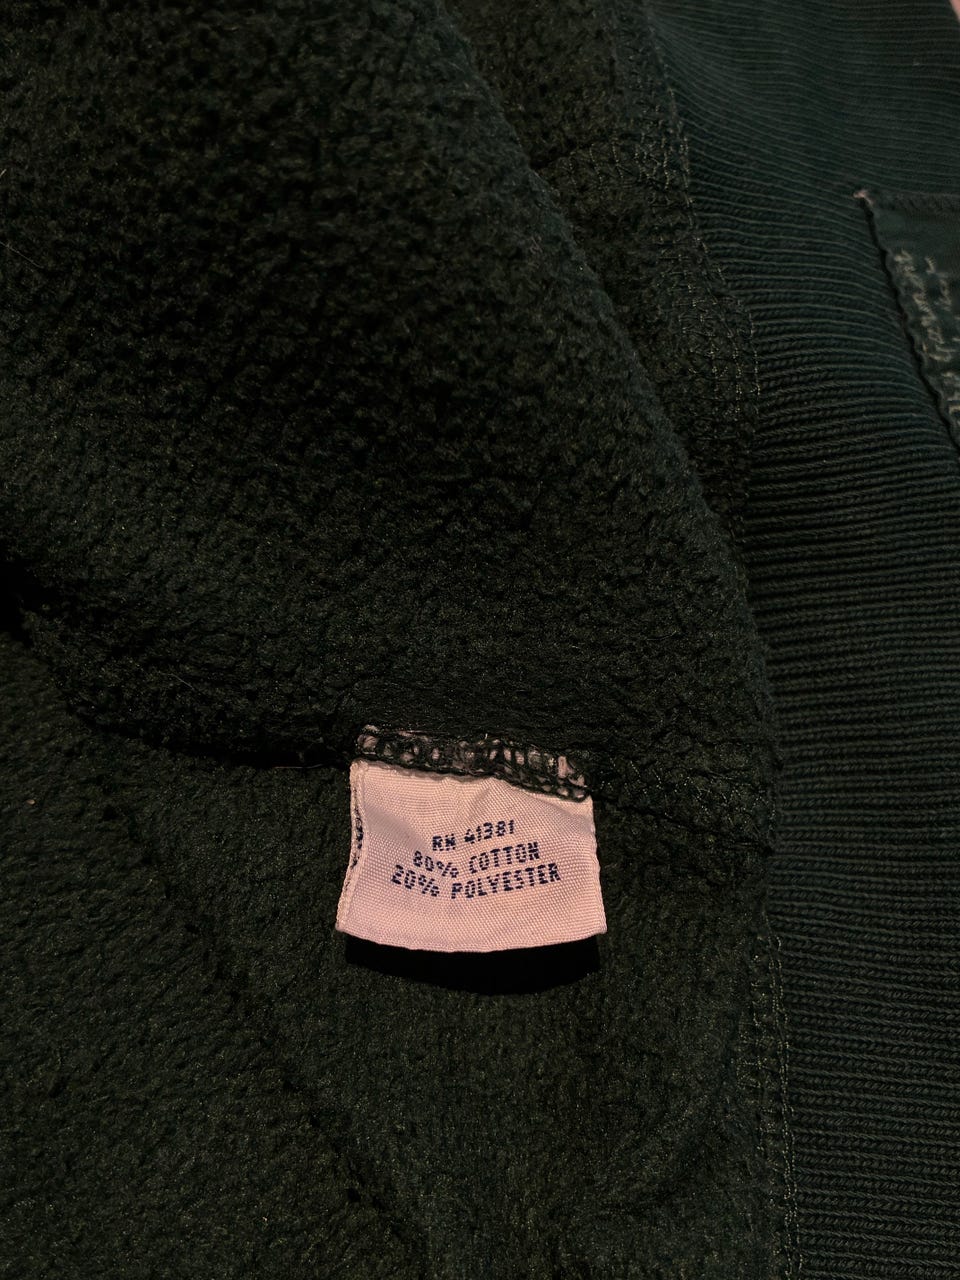 RN 41381
80% COTTON
20% POLYESTER